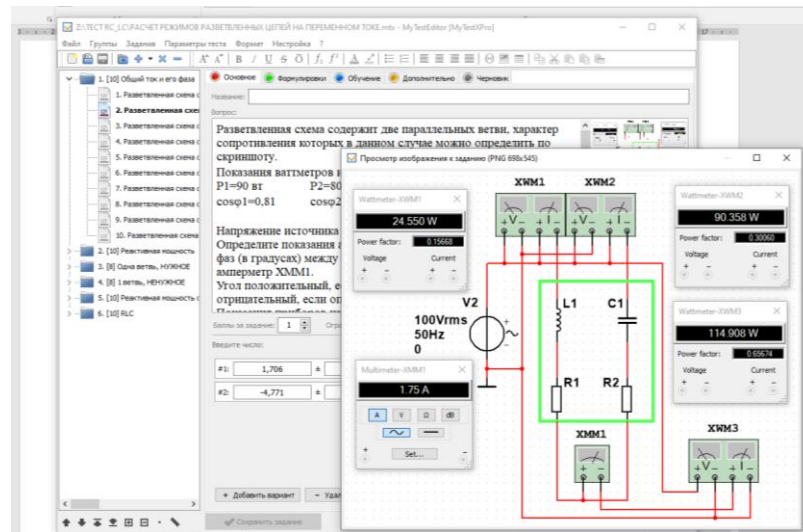 Z:\ТЕСТ RC_LC\РАСЧЕТ РЕЖИМОВ РАЗВЕТВЛЕННЫХ ЦЕПЕЙ НА ПЕРЕМЕННОМ ТОКЕ.mtx - MyTestEditor [MyTestXPro]
Файл Группы Задания Параметры теста Формат Настройка ?
1. [10] Общий ток и его фаза
1. Разветвленная схема с
2. Разветвленная схе
3. Разветвленная схема с
4. Разветвленная схема с
5. Разветвленная схема с
6. Разветвленная схема с
7. Разветвленная схема с
8. Разветвленная схема с
9. Разветвленная схема с
10. Разветвленная схема
2. [10] Реактивная мощность
3. [8] Одна ветвь, НУЖНОЕ
4. [8] 1 ветвь, НЕНУЖНОЕ
5. [10] Реактивная мощность с
6. [10] RLC
Основное Формулировки Обучение Дополнительно Черновик
Название:
Вопрос:
Разветвленная схема содержит две параллельных ветви, характер
сопротивления которых в данном случае можно определить по
скриншоту.
Показания ваттметров и
P1=90 вт P2=80
cosφ1=0,81 cosφ2
Напряжение источника
Определите показания а
фаз (в градусах) между
амперметр XMM1.
Угол положительный, е
отрицательный, если оп
Баллы за задание: 1
Введите число:
#1: 1,706 ±
#2: -4,771 ±
+ Добавить вариант - Удал
Сохранить задание
Просмотр изображения к заданию (PNG 698x545)
XWM1 XWM2
Wattmeter-XWM1
24.550 W
Power factor: 0.15668
Voltage Current
Wattmeter-XWM2
90.358 W
Power factor: 0.30060
Voltage Current
Wattmeter-XWM3
114.908 W
Power factor: 0.65674
Voltage Current
V2
100Vrms
50Hz
0
L1 C1
R1 R2
Multimeter-XMM1
1.75 A
A V Ω dB
Set...
XMM1
XWM3